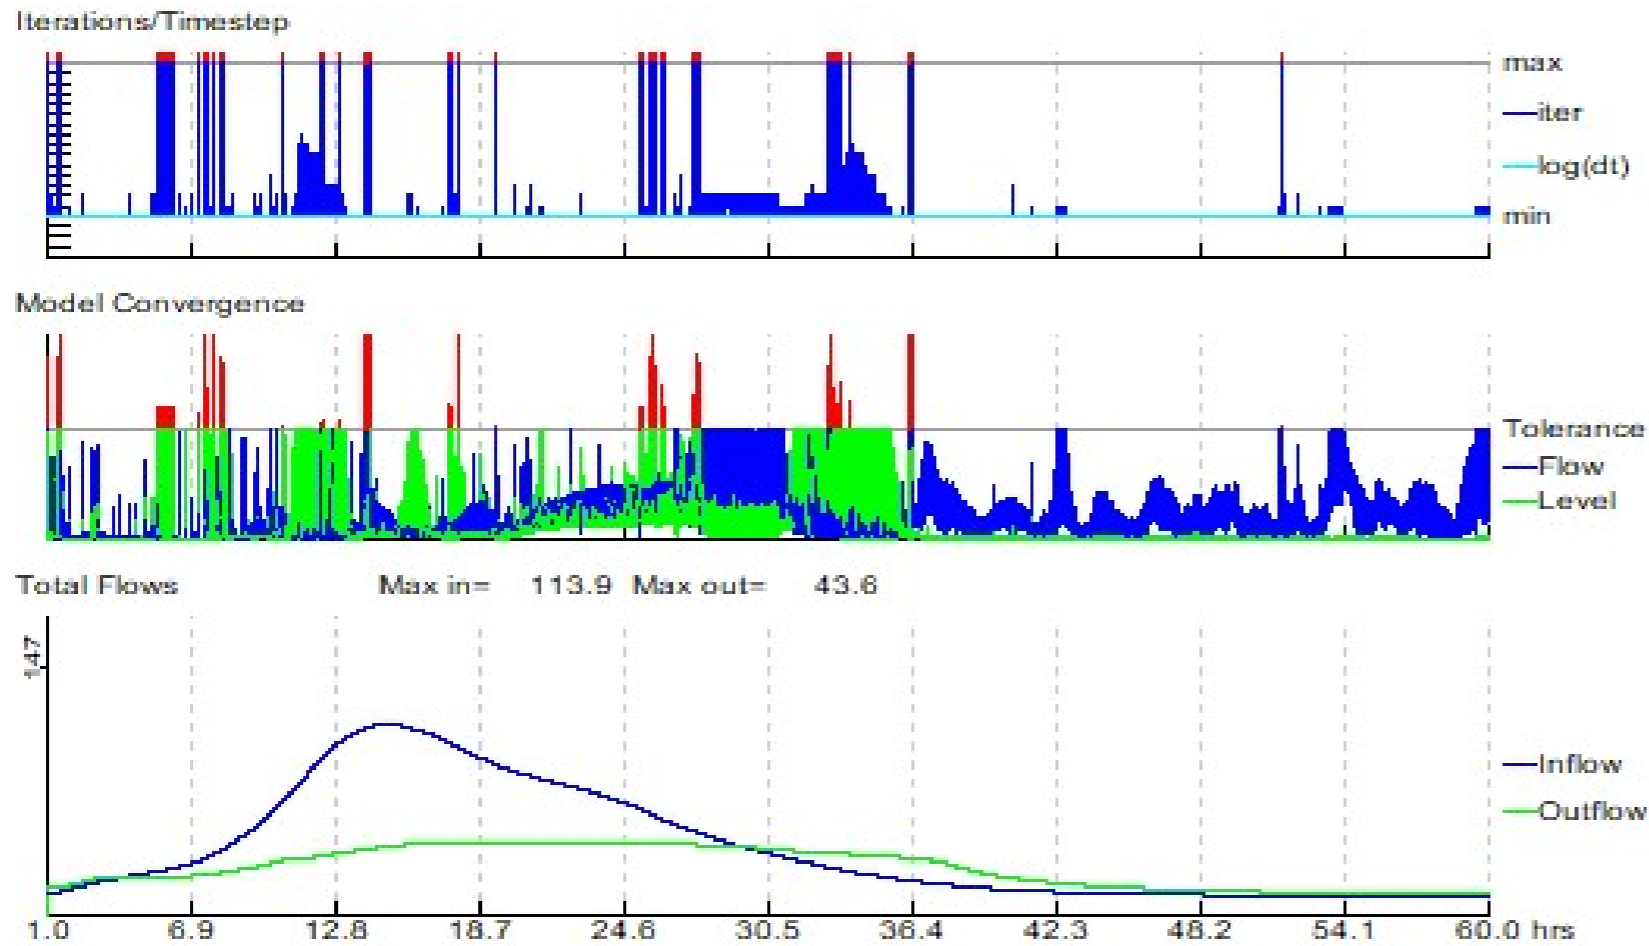 Iterations/Timestep
max
iter
log(dt)
min
Model Convergence
Tolerance
Flow
Level
Total Flows Max in= 113.9 Max out= 43.6
147
Inflow
Outflow
1.0 6.9 12.8 18.7 24.6 30.5 36.4 42.3 48.2 54.1 60.0 hrs